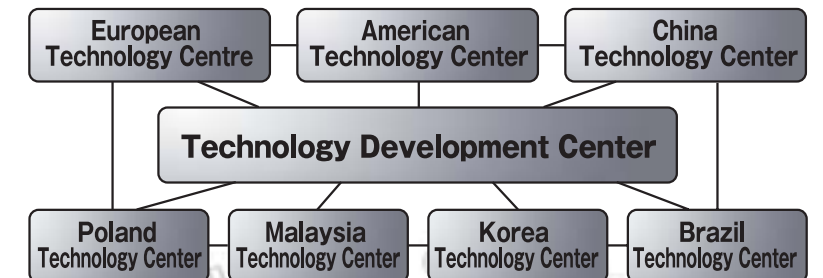 European
Technology Centre
American
Technology Center
China
Technology Center
Technology Development Center
Poland
Technology Center
Malaysia
Technology Center
Korea
Technology Center
Brazil
Technology Center